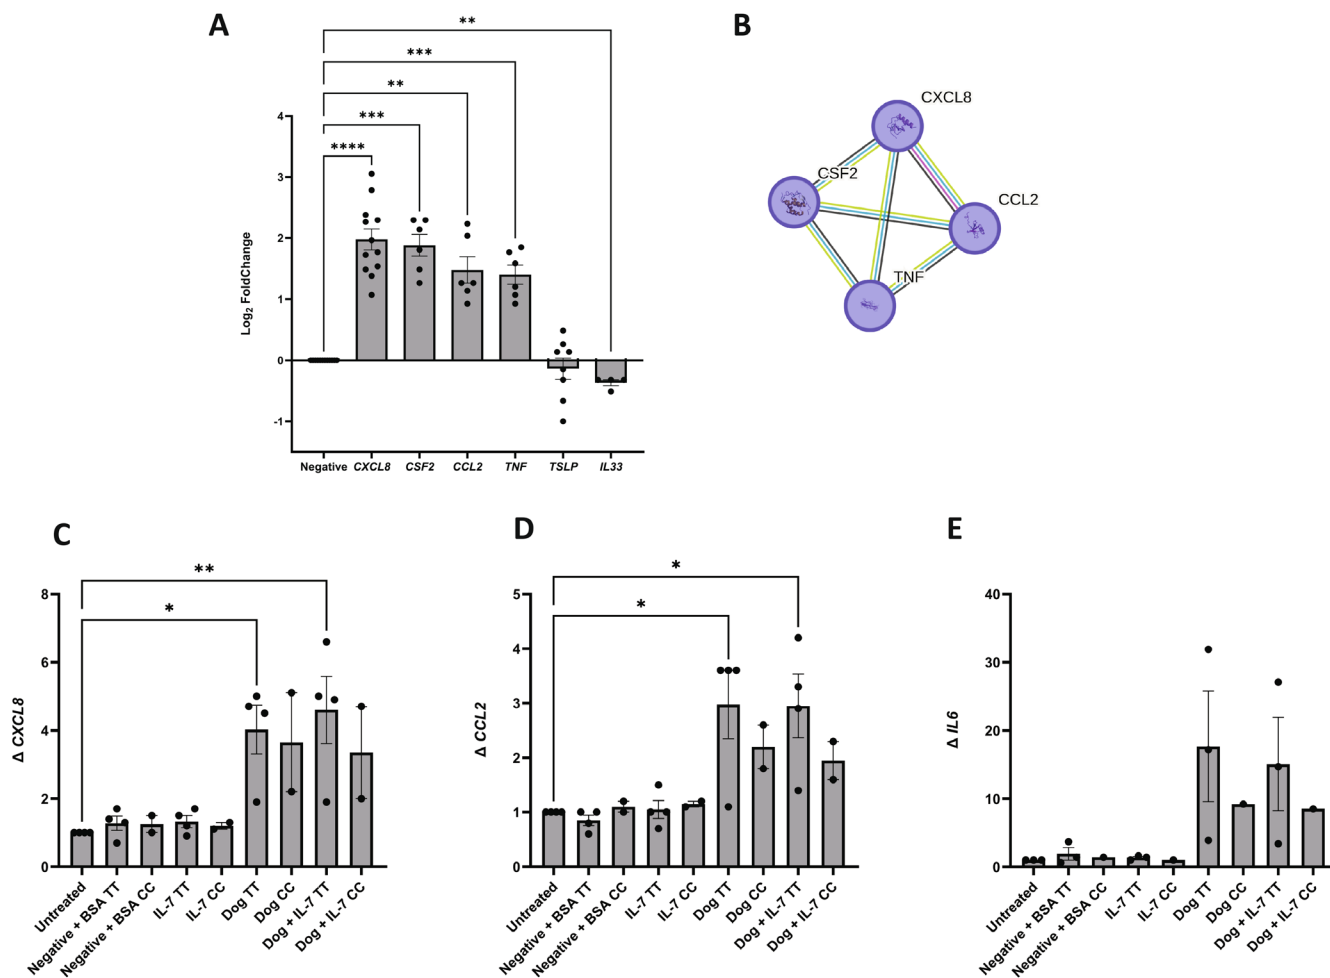 A
B
**
***
**
***
****
4
3
2
1
0
-1
Log2 FoldChange
Negative CXCL8 CSF2 CCL2 TNF TSLP IL33
CXCL8
CSF2
CCL2
TNF
C
D
E
**
*
8
6
4
2
0
Δ CXCL8
Untreated
Negative + BSA TT
Negative + BSA CC
IL-7 TT
IL-7 CC
Dog TT
Dog CC
Dog + IL-7 TT
Dog + IL-7 CC
*
*
5
4
3
2
1
0
Δ CCL2
Untreated
Negative + BSA TT
Negative + BSA CC
IL-7 TT
IL-7 CC
Dog TT
Dog CC
Dog + IL-7 TT
Dog + IL-7 CC
40
30
20
10
0
Δ IL6
Untreated
Negative + BSA TT
Negative + BSA CC
IL-7 TT
IL-7 CC
Dog TT
Dog CC
Dog + IL-7 TT
Dog + IL-7 CC